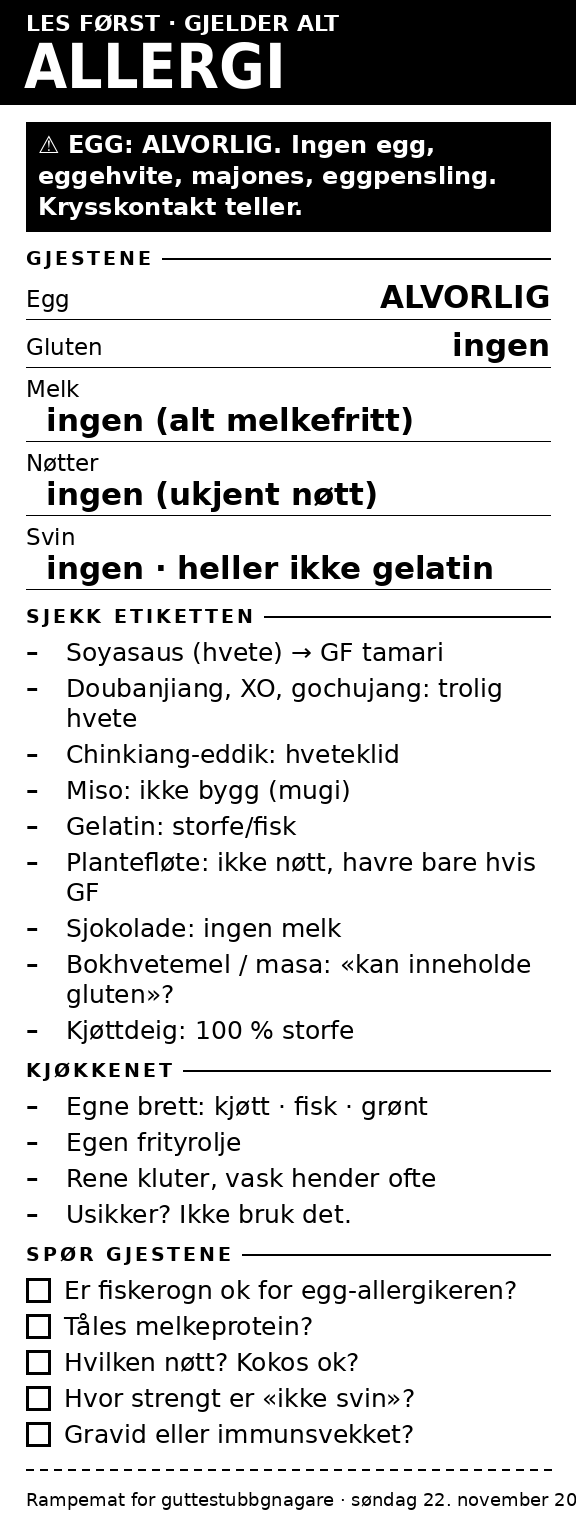 LES FØRST · GJELDER ALT
ALLERGI
⚠ EGG: ALVORLIG. Ingen egg,
eggehvite, majones, eggpensling.
Krysskontakt teller.
GJESTENE
Egg ALVORLIG
Gluten ingen
Melk
ingen (alt melkefritt)
Nøtter
ingen (ukjent nøtt)
Svin
ingen · heller ikke gelatin
SJEKK ETIKETTEN
– Soyasaus (hvete) → GF tamari
– Doubanjiang, XO, gochujang: trolig
hvete
– Chinkiang-eddik: hveteklid
– Miso: ikke bygg (mugi)
– Gelatin: storfe/fisk
– Plantefløte: ikke nøtt, havre bare hvis
GF
– Sjokolade: ingen melk
– Bokhvetemel / masa: «kan inneholde
gluten»?
– Kjøttdeig: 100 % storfe
KJØKKENET
– Egne brett: kjøtt · fisk · grønt
– Egen frityrolje
– Rene kluter, vask hender ofte
– Usikker? Ikke bruk det.
SPØR GJESTENE
☐ Er fiskerogn ok for egg-allergikeren?
☐ Tåles melkeprotein?
☐ Hvilken nøtt? Kokos ok?
☐ Hvor strengt er «ikke svin»?
☐ Gravid eller immunsvekket?
Rampemat for guttestubbgnagare · søndag 22. november 20